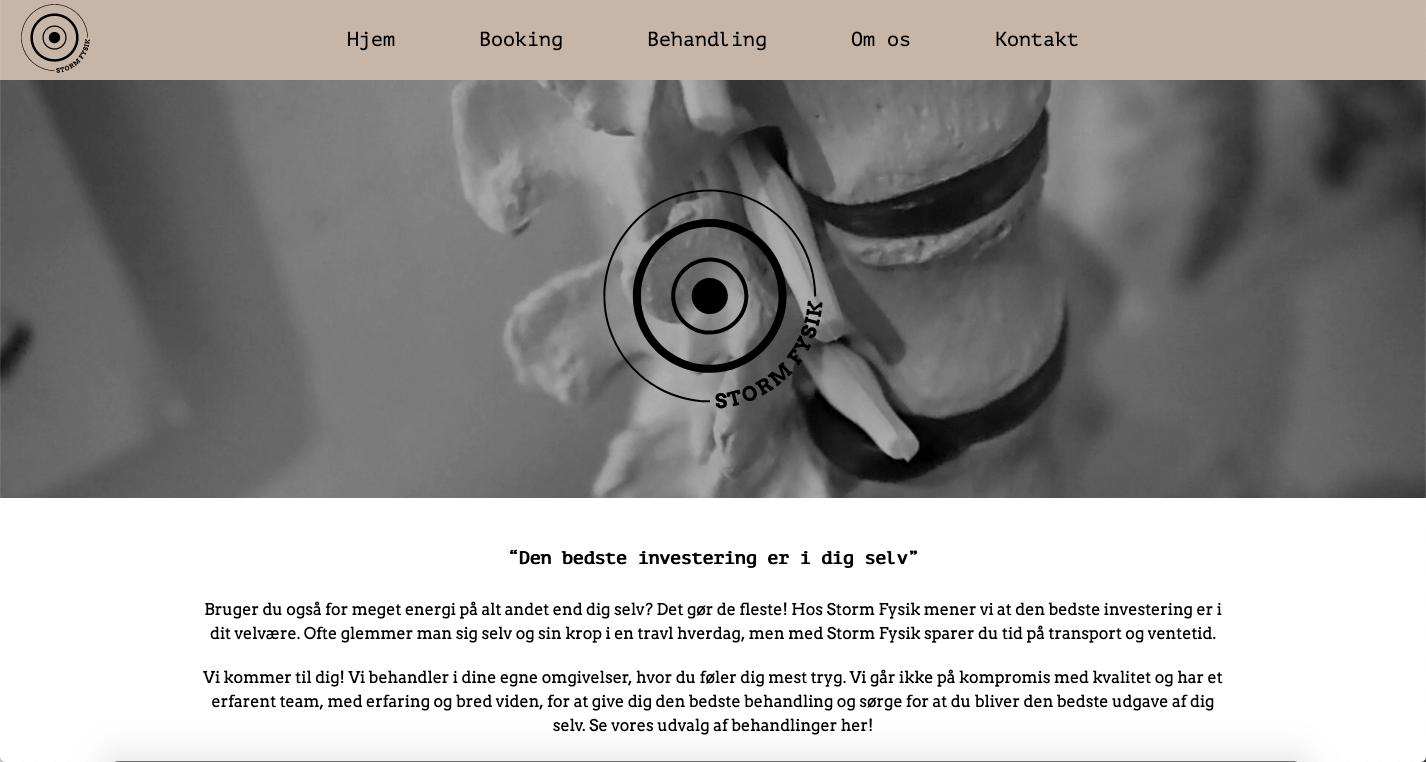 STORM FYSIK
Hjem Booking Behandling Om os Kontakt
STORM FYSIK
“Den bedste investering er i dig selv”
Bruger du også for meget energi på alt andet end dig selv? Det gør de fleste! Hos Storm Fysik mener vi at den bedste investering er i
dit velvære. Ofte glemmer man sig selv og sin krop i en travl hverdag, men med Storm Fysik sparer du tid på transport og ventetid.
Vi kommer til dig! Vi behandler i dine egne omgivelser, hvor du føler dig mest tryg. Vi går ikke på kompromis med kvalitet og har et
erfarent team, med erfaring og bred viden, for at give dig den bedste behandling og sørge for at du bliver den bedste udgave af dig
selv. Se vores udvalg af behandlinger her!